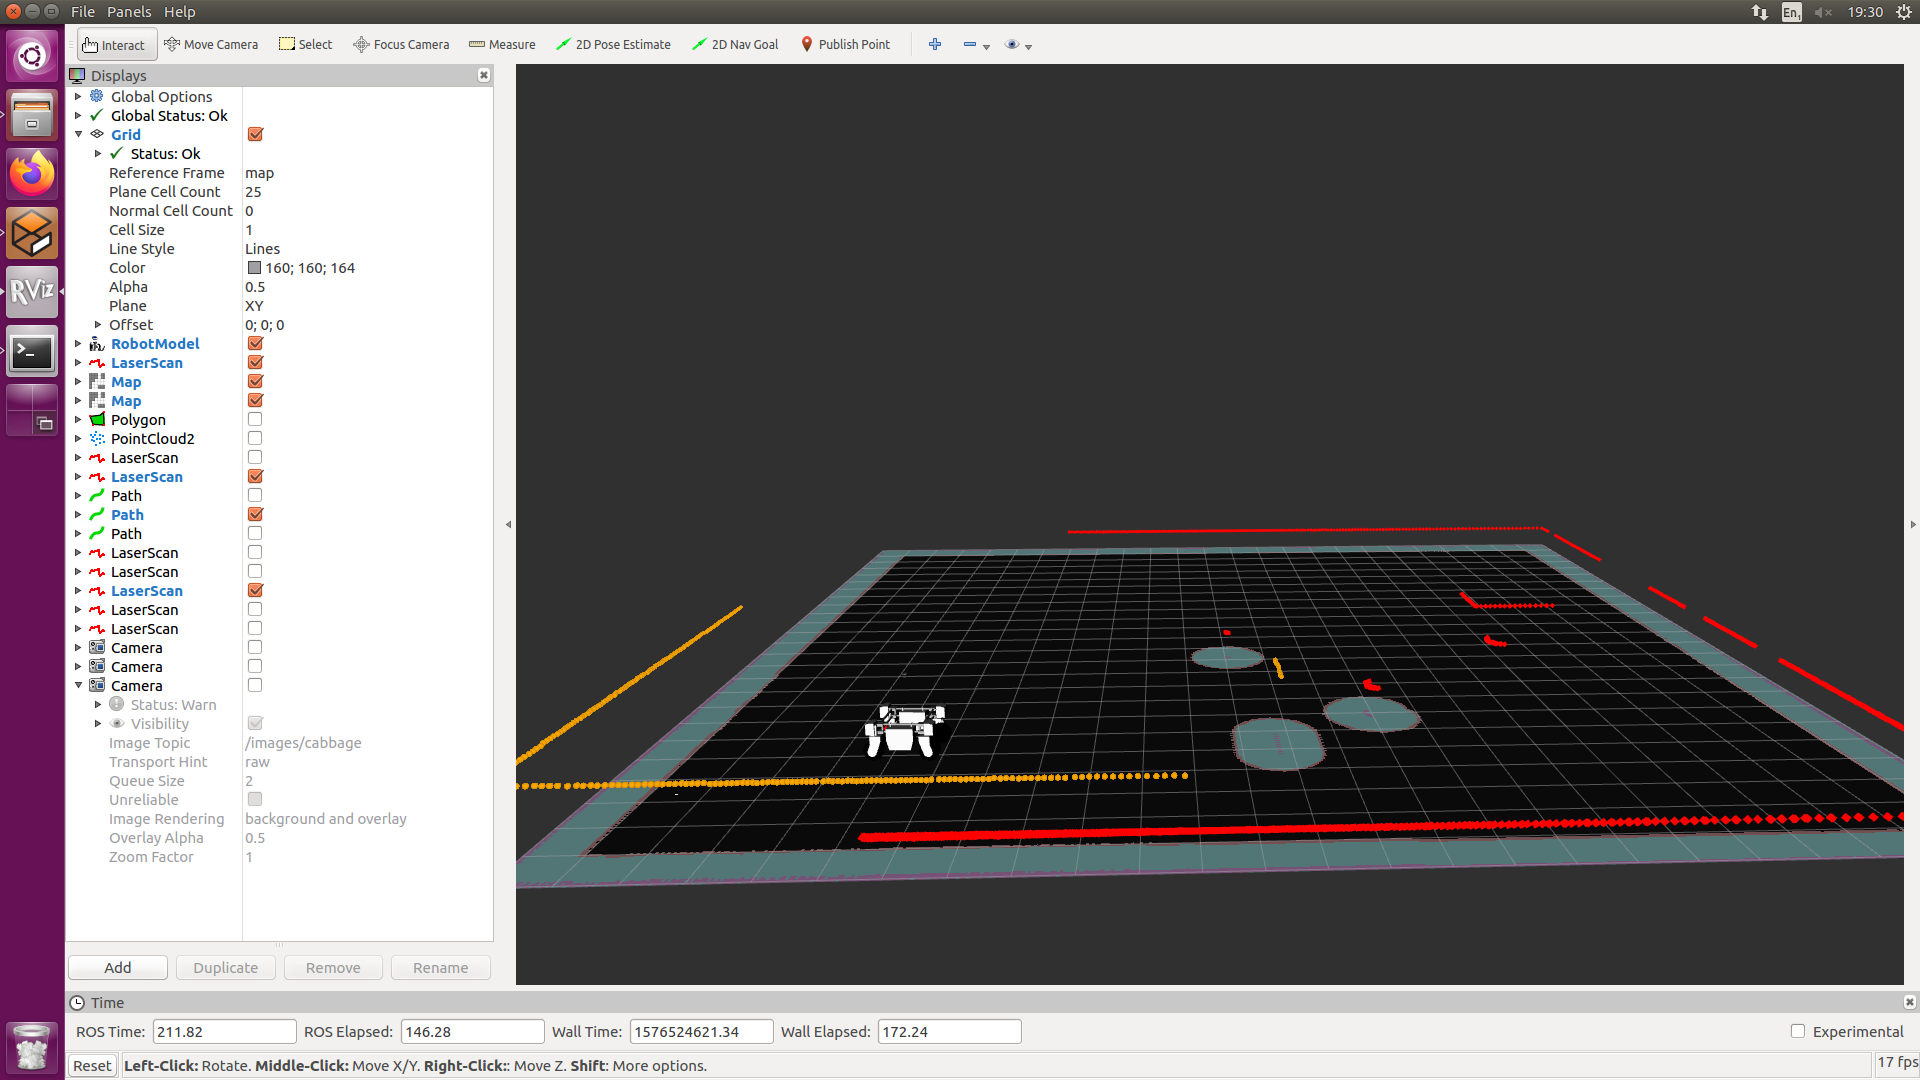 File Panels Help
En1 19:30
Interact Move Camera Select Focus Camera Measure 2D Pose Estimate 2D Nav Goal Publish Point
Displays
Global Options
Global Status: Ok
Grid
Status: Ok
Reference Frame map
Plane Cell Count 25
Normal Cell Count 0
Cell Size 1
Line Style Lines
Color 160; 160; 164
Alpha 0.5
Plane XY
Offset 0; 0; 0
RobotModel
LaserScan
Map
Map
Polygon
PointCloud2
LaserScan
LaserScan
Path
Path
Path
LaserScan
LaserScan
LaserScan
LaserScan
LaserScan
Camera
Camera
Camera
Status: Warn
Visibility
Image Topic /images/cabbage
Transport Hint raw
Queue Size 2
Unreliable
Image Rendering background and overlay
Overlay Alpha 0.5
Zoom Factor 1
RViz
>_
Add Duplicate Remove Rename
Time
ROS Time: 211.82 ROS Elapsed: 146.28 Wall Time: 1576524621.34 Wall Elapsed: 172.24 Experimental
Reset Left-Click: Rotate. Middle-Click: Move X/Y. Right-Click:: Move Z. Shift: More options. 17 fps